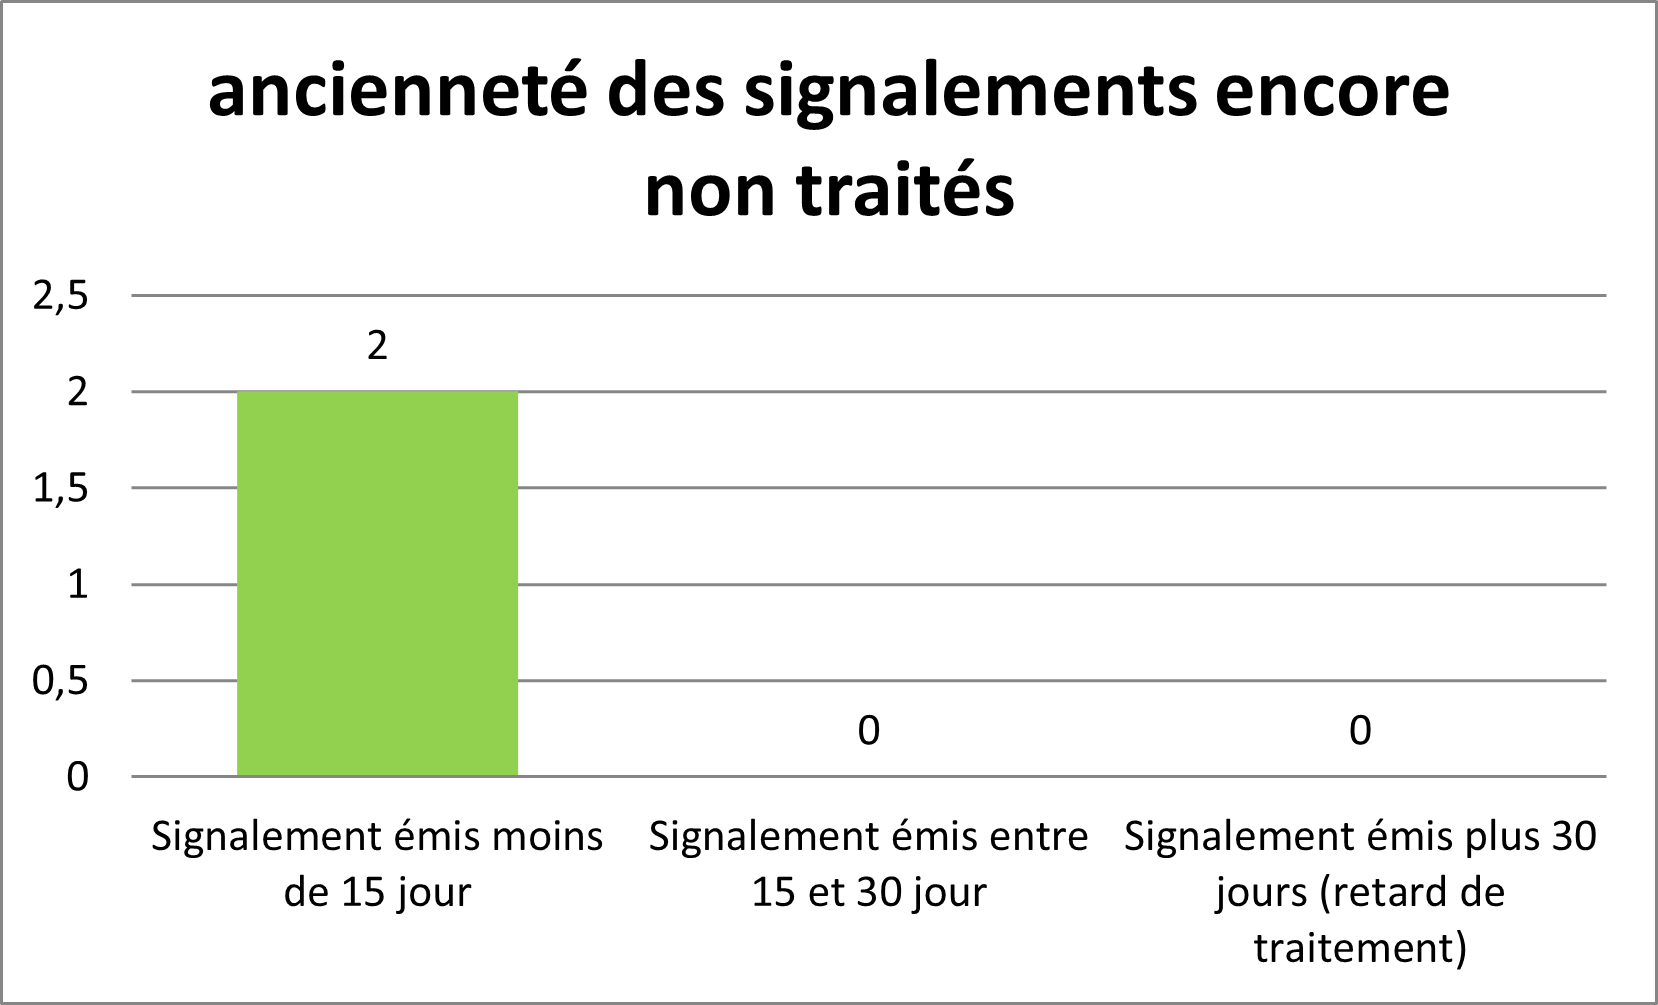 ancienneté des signalements encore
non traités
2,5
2
1,5
1
0,5
0
2
0
0
Signalement émis moins
de 15 jour
Signalement émis entre
15 et 30 jour
Signalement émis plus 30
jours (retard de
traitement)